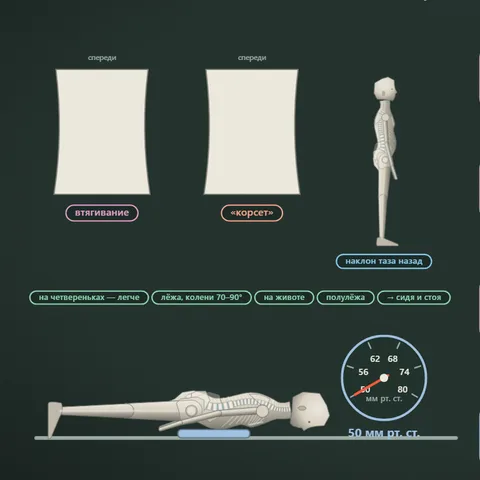 спереди
спереди
втягивание
«корсет»
наклон таза назад
на четвереньках — легче
лёжа, колени 70–90°
на животе
полулёжа
→ сидя и стоя
62 68
56 74
50 80
мм рт. ст.
50 мм рт. ст.